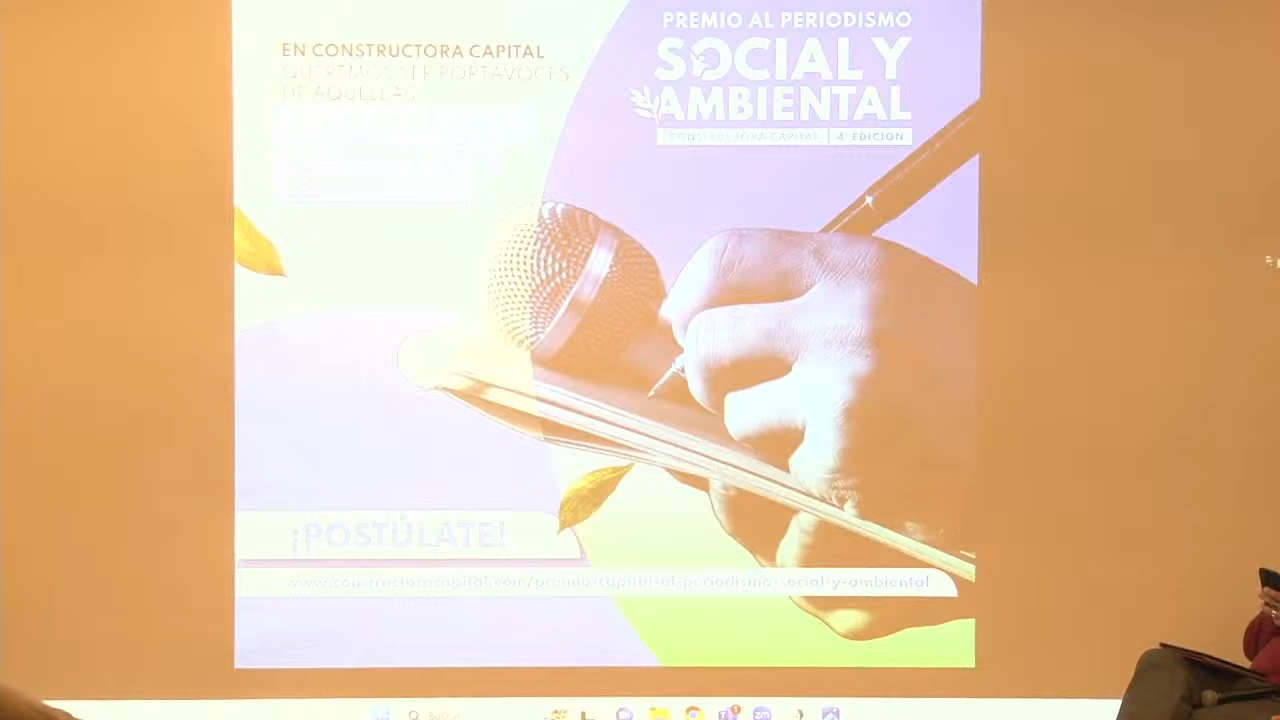 EN CONSTRUCTORA CAPITAL
QUEREMOS SER PORTAVOCES
DE AQUELLAS
PREMIO AL PERIODISMO
SOCIAL Y
AMBIENTAL
CONSTRUCTORA CAPITAL | 4ª EDICIÓN
¡POSTÚLATE!
www.constructoracapital.com/premio-capital-al-periodismo-social-y-ambiental
Buscar